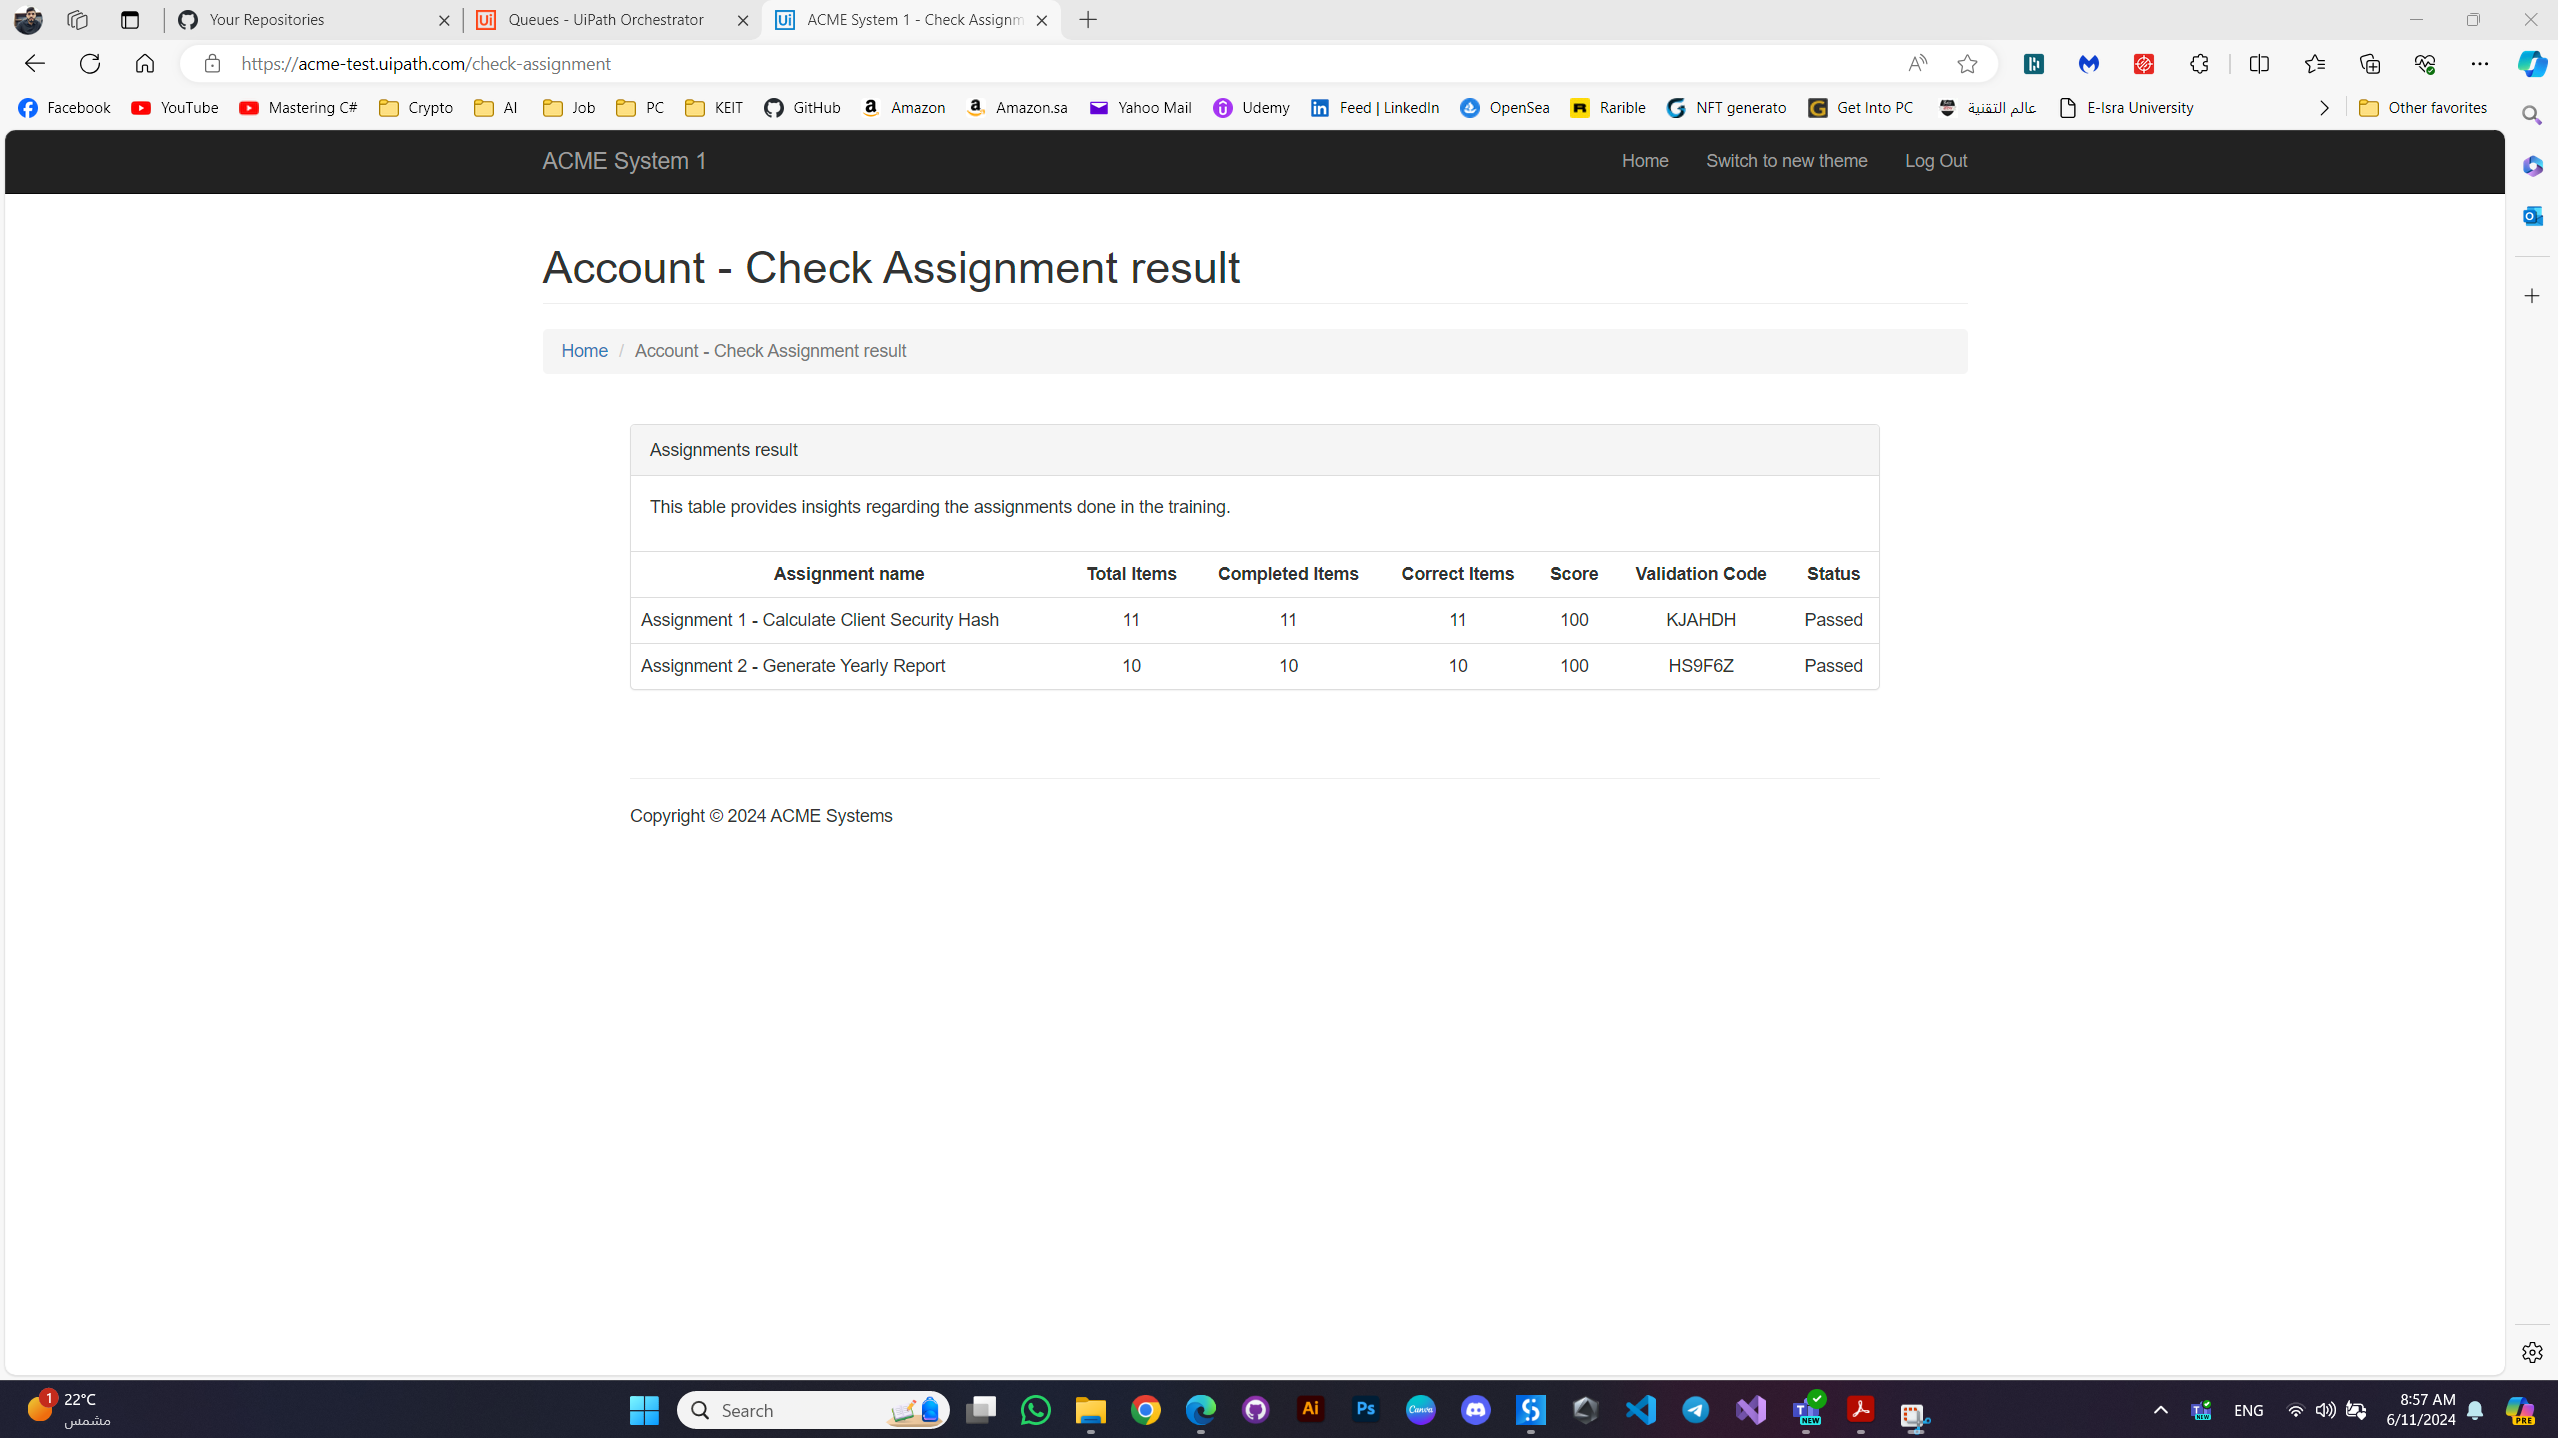 Your Repositories
Queues - UiPath Orchestrator
ACME System 1 - Check Assignm
https://acme-test.uipath.com/check-assignment
Facebook YouTube Mastering C# Crypto AI Job PC KEIT GitHub Amazon Amazon.sa Yahoo Mail Udemy Feed | LinkedIn OpenSea Rarible NFT generato Get Into PC عالم التقنية E-Isra University Other favorites
ACME System 1 Home Switch to new theme Log Out
Account - Check Assignment result
Home / Account - Check Assignment result
Assignments result
This table provides insights regarding the assignments done in the training.
Assignment name Total Items Completed Items Correct Items Score Validation Code Status
Assignment 1 - Calculate Client Security Hash 11 11 11 100 KJAHDH Passed
Assignment 2 - Generate Yearly Report 10 10 10 100 HS9F6Z Passed
Copyright © 2024 ACME Systems
1
22°C
مشمس
Search
Ai
Ps
Canva
NEW
ENG
8:57 AM
6/11/2024
PRE